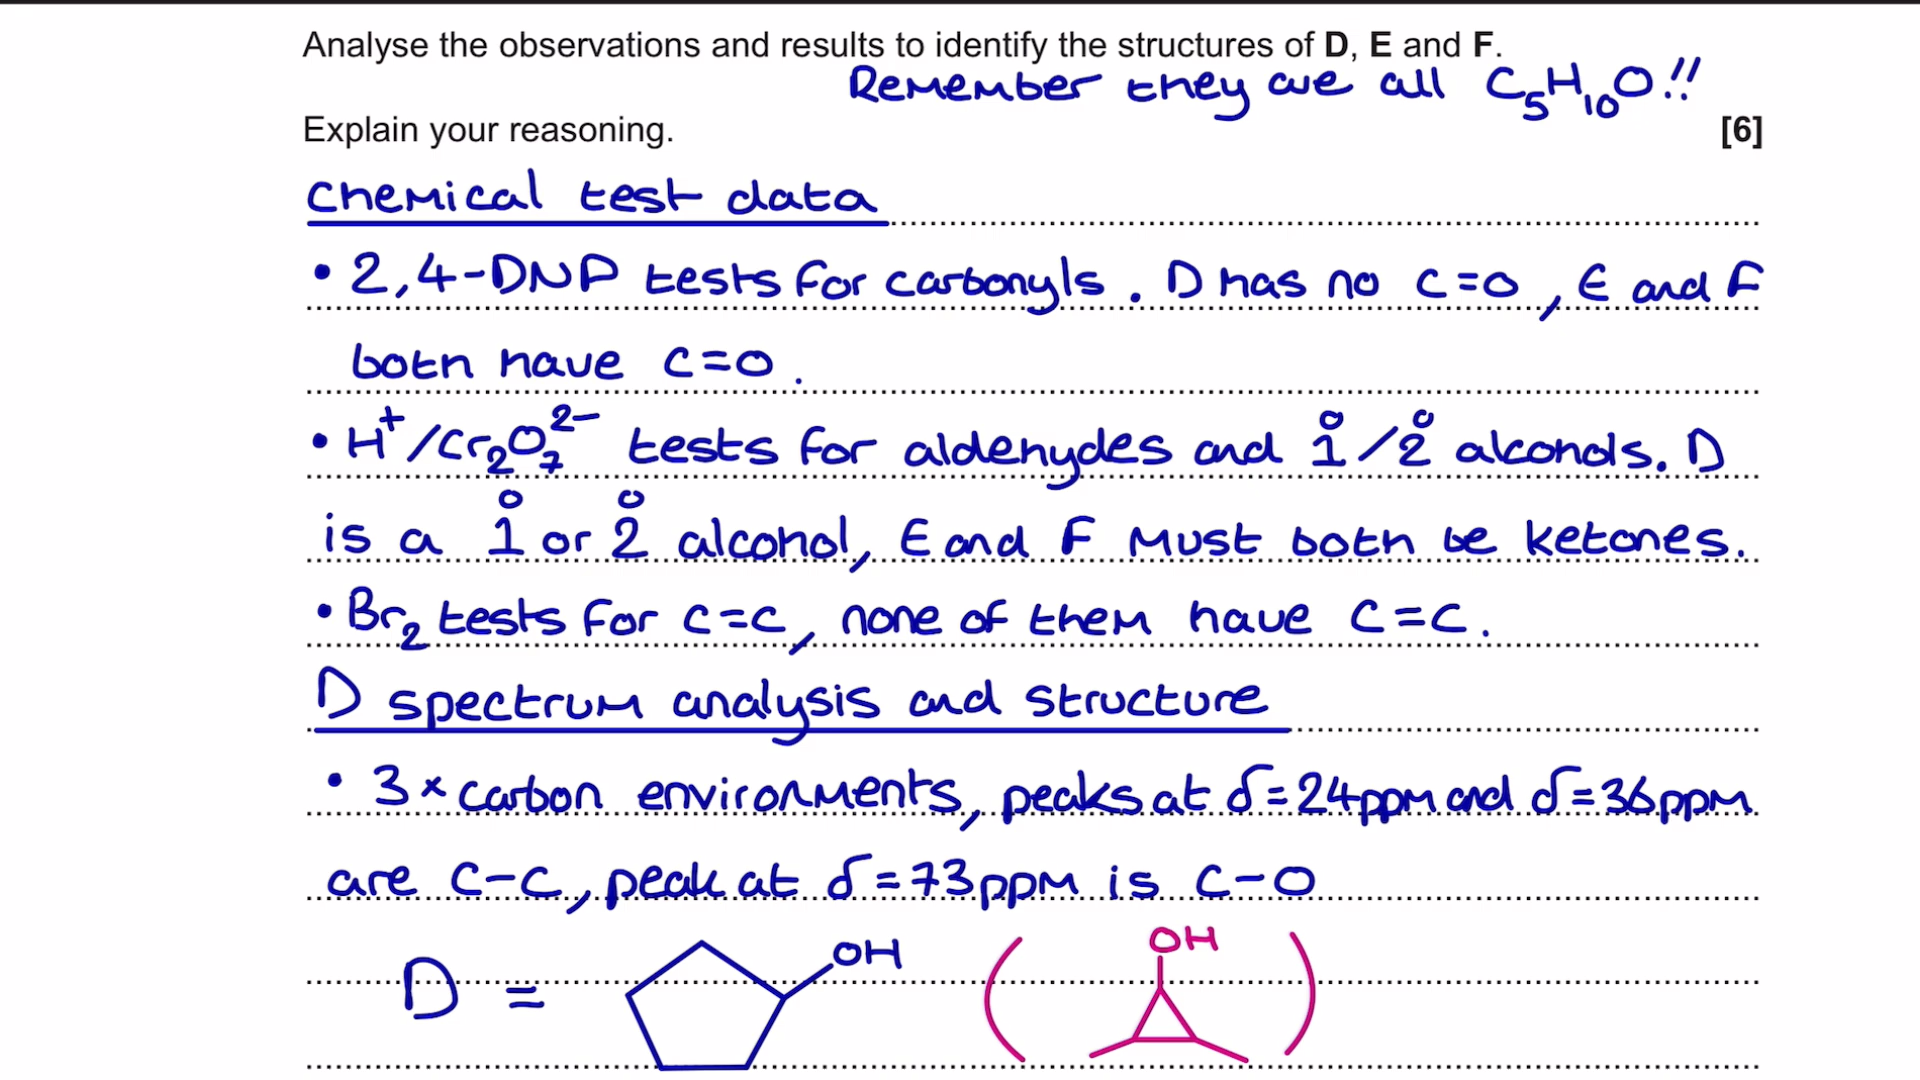 Analyse the observations and results to identify the structures of D, E and F.
Remember they are all C₅H₁₀O!!
Explain your reasoning. [6]
Chemical test data
• 2,4-DNP tests for carbonyls. D has no C=O, E and F
both have C=O.
• H⁺/Cr₂O₇²⁻ tests for aldehydes and 1°/2° alcohols. D
is a 1° or 2° alcohol, E and F must both be ketones.
• Br₂ tests for C=C, none of them have C=C.
D spectrum analysis and structure
• 3 × carbon environments, peaks at δ=24ppm and δ=36ppm
are C-C, peak at δ=73ppm is C-O
D = OH ( OH )